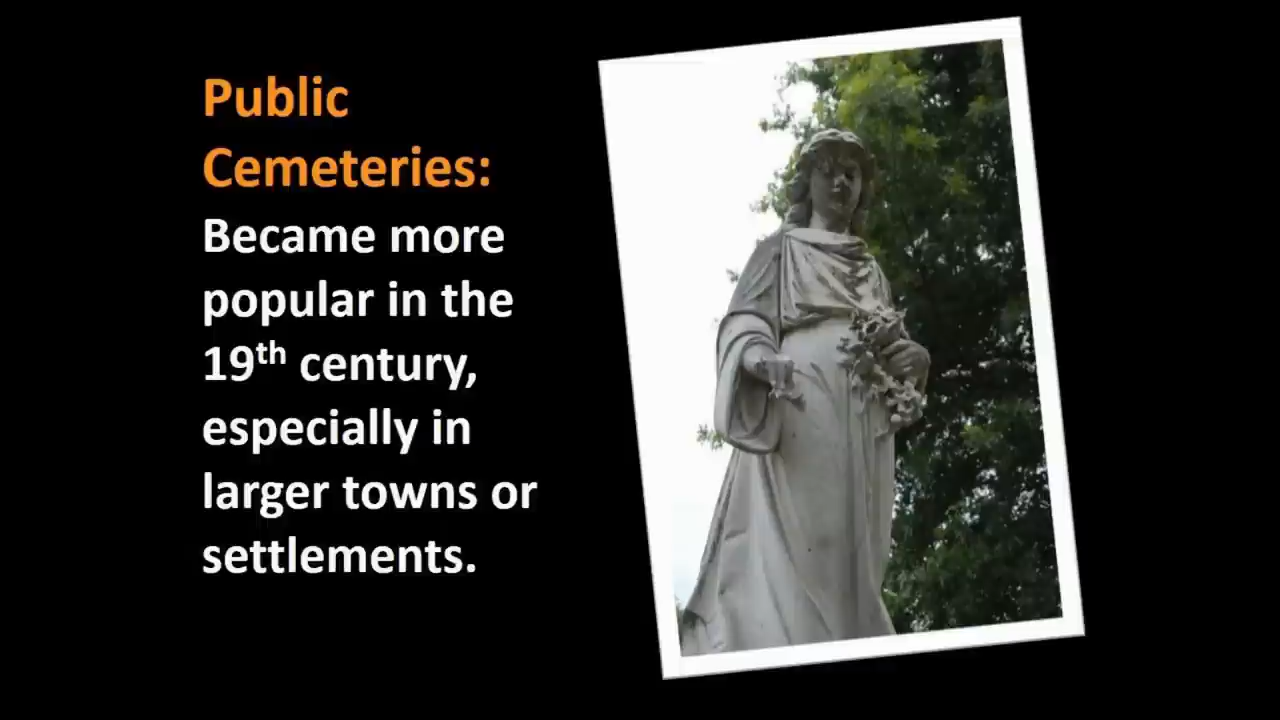 Public
Cemeteries:
Became more
popular in the
19th century,
especially in
larger towns or
settlements.